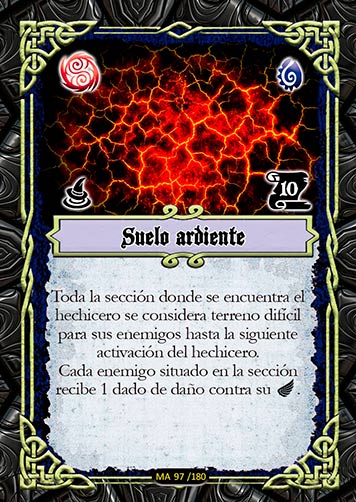 10
Suelo ardiente
Toda la sección donde se encuentra el
hechicero se considera terreno difícil
para sus enemigos hasta la siguiente
activación del hechicero.
Cada enemigo situado en la sección
recibe 1 dado de daño contra su .
MA 97 /180